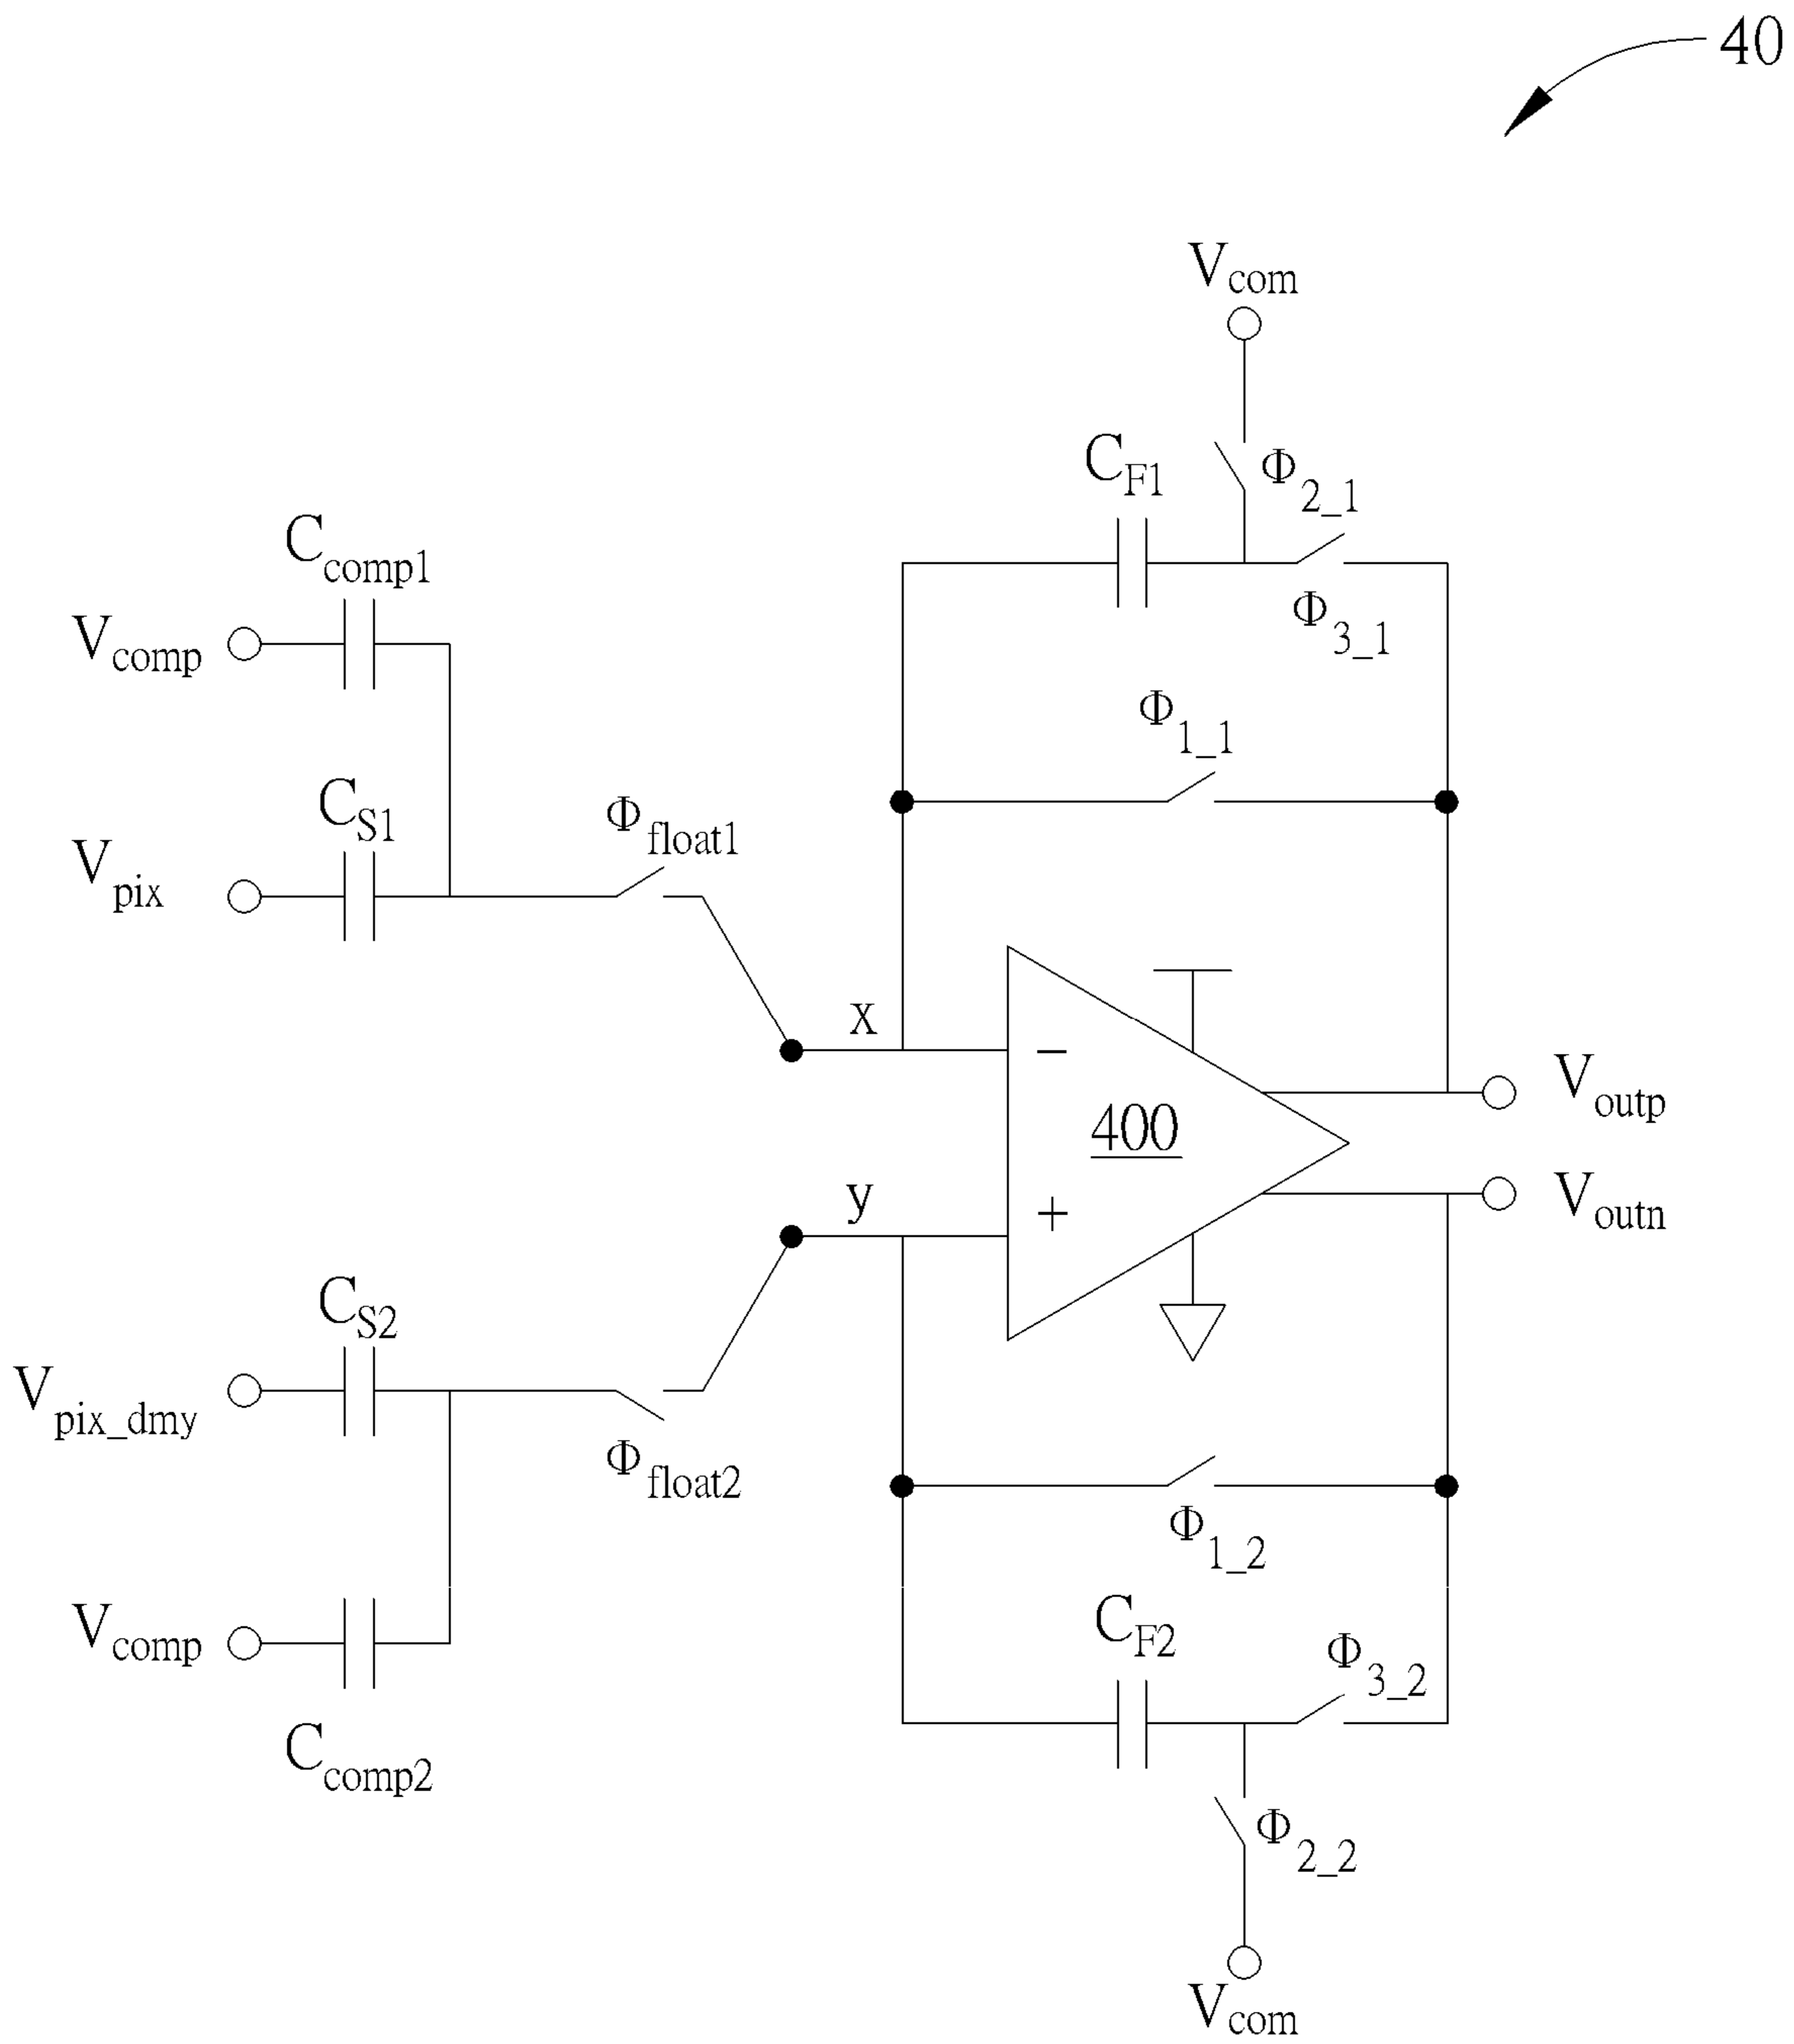 40
Vcom
CF1
Φ2_1
Ccomp1
Vcomp
Φ3_1
Φ1_1
CS1
Φfloat1
Vpix
x
−
Voutp
400
y
+
Voutn
CS2
Vpix_dmy
Φfloat2
Φ1_2
CF2
Vcomp
Φ3_2
Ccomp2
Φ2_2
Vcom